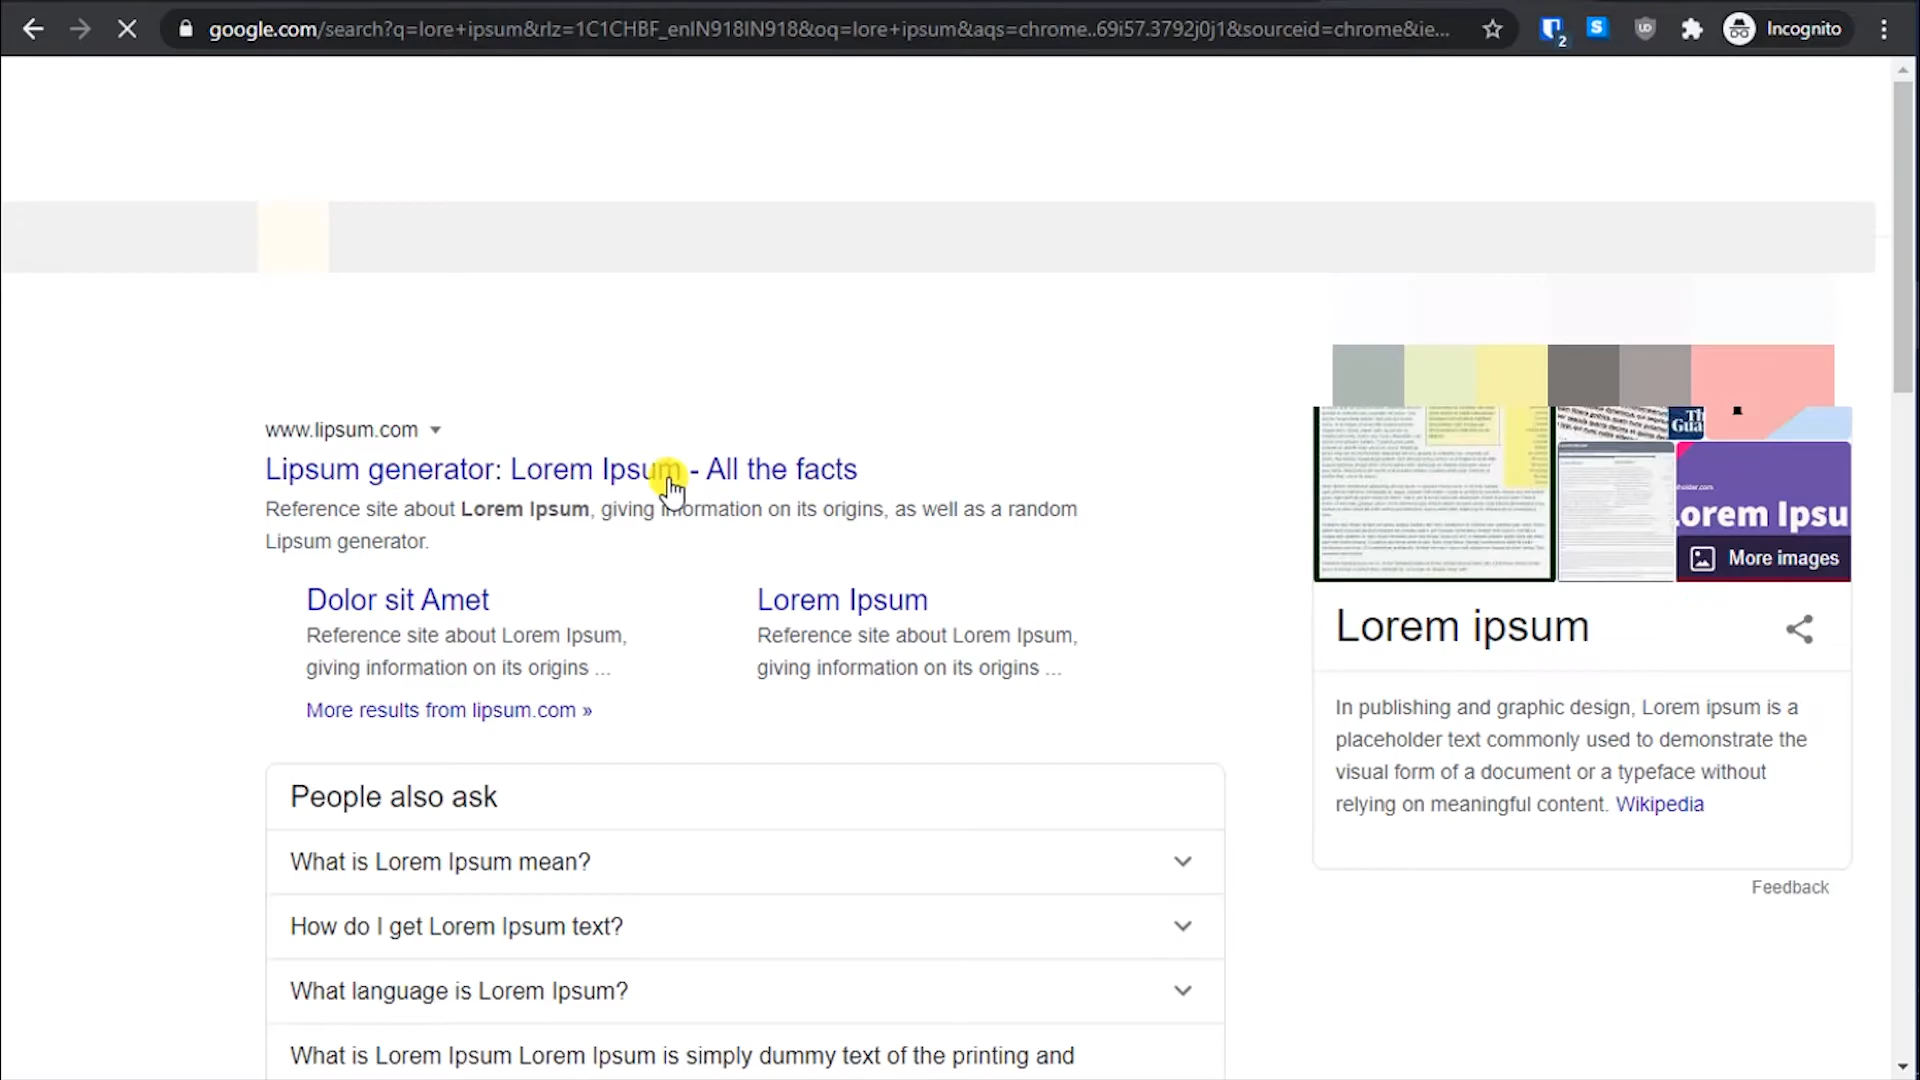 google.com/search?q=lore+ipsum&rlz=1C1CHBF_enIN918IN918&oq=lore+ipsum&aqs=chrome..69i57.3792j0j1&sourceid=chrome&ie...
2
S
Incognito
www.lipsum.com
Lipsum generator: Lorem Ipsum - All the facts
Reference site about Lorem Ipsum, giving information on its origins, as well as a random
Lipsum generator.
Dolor sit Amet
Reference site about Lorem Ipsum,
giving information on its origins ...
Lorem Ipsum
Reference site about Lorem Ipsum,
giving information on its origins ...
More results from lipsum.com »
People also ask
What is Lorem Ipsum mean?
How do I get Lorem Ipsum text?
What language is Lorem Ipsum?
What is Lorem Ipsum Lorem Ipsum is simply dummy text of the printing and
Th
Gua
orem Ipsu
More images
Lorem ipsum
In publishing and graphic design, Lorem ipsum is a
placeholder text commonly used to demonstrate the
visual form of a document or a typeface without
relying on meaningful content. Wikipedia
Feedback